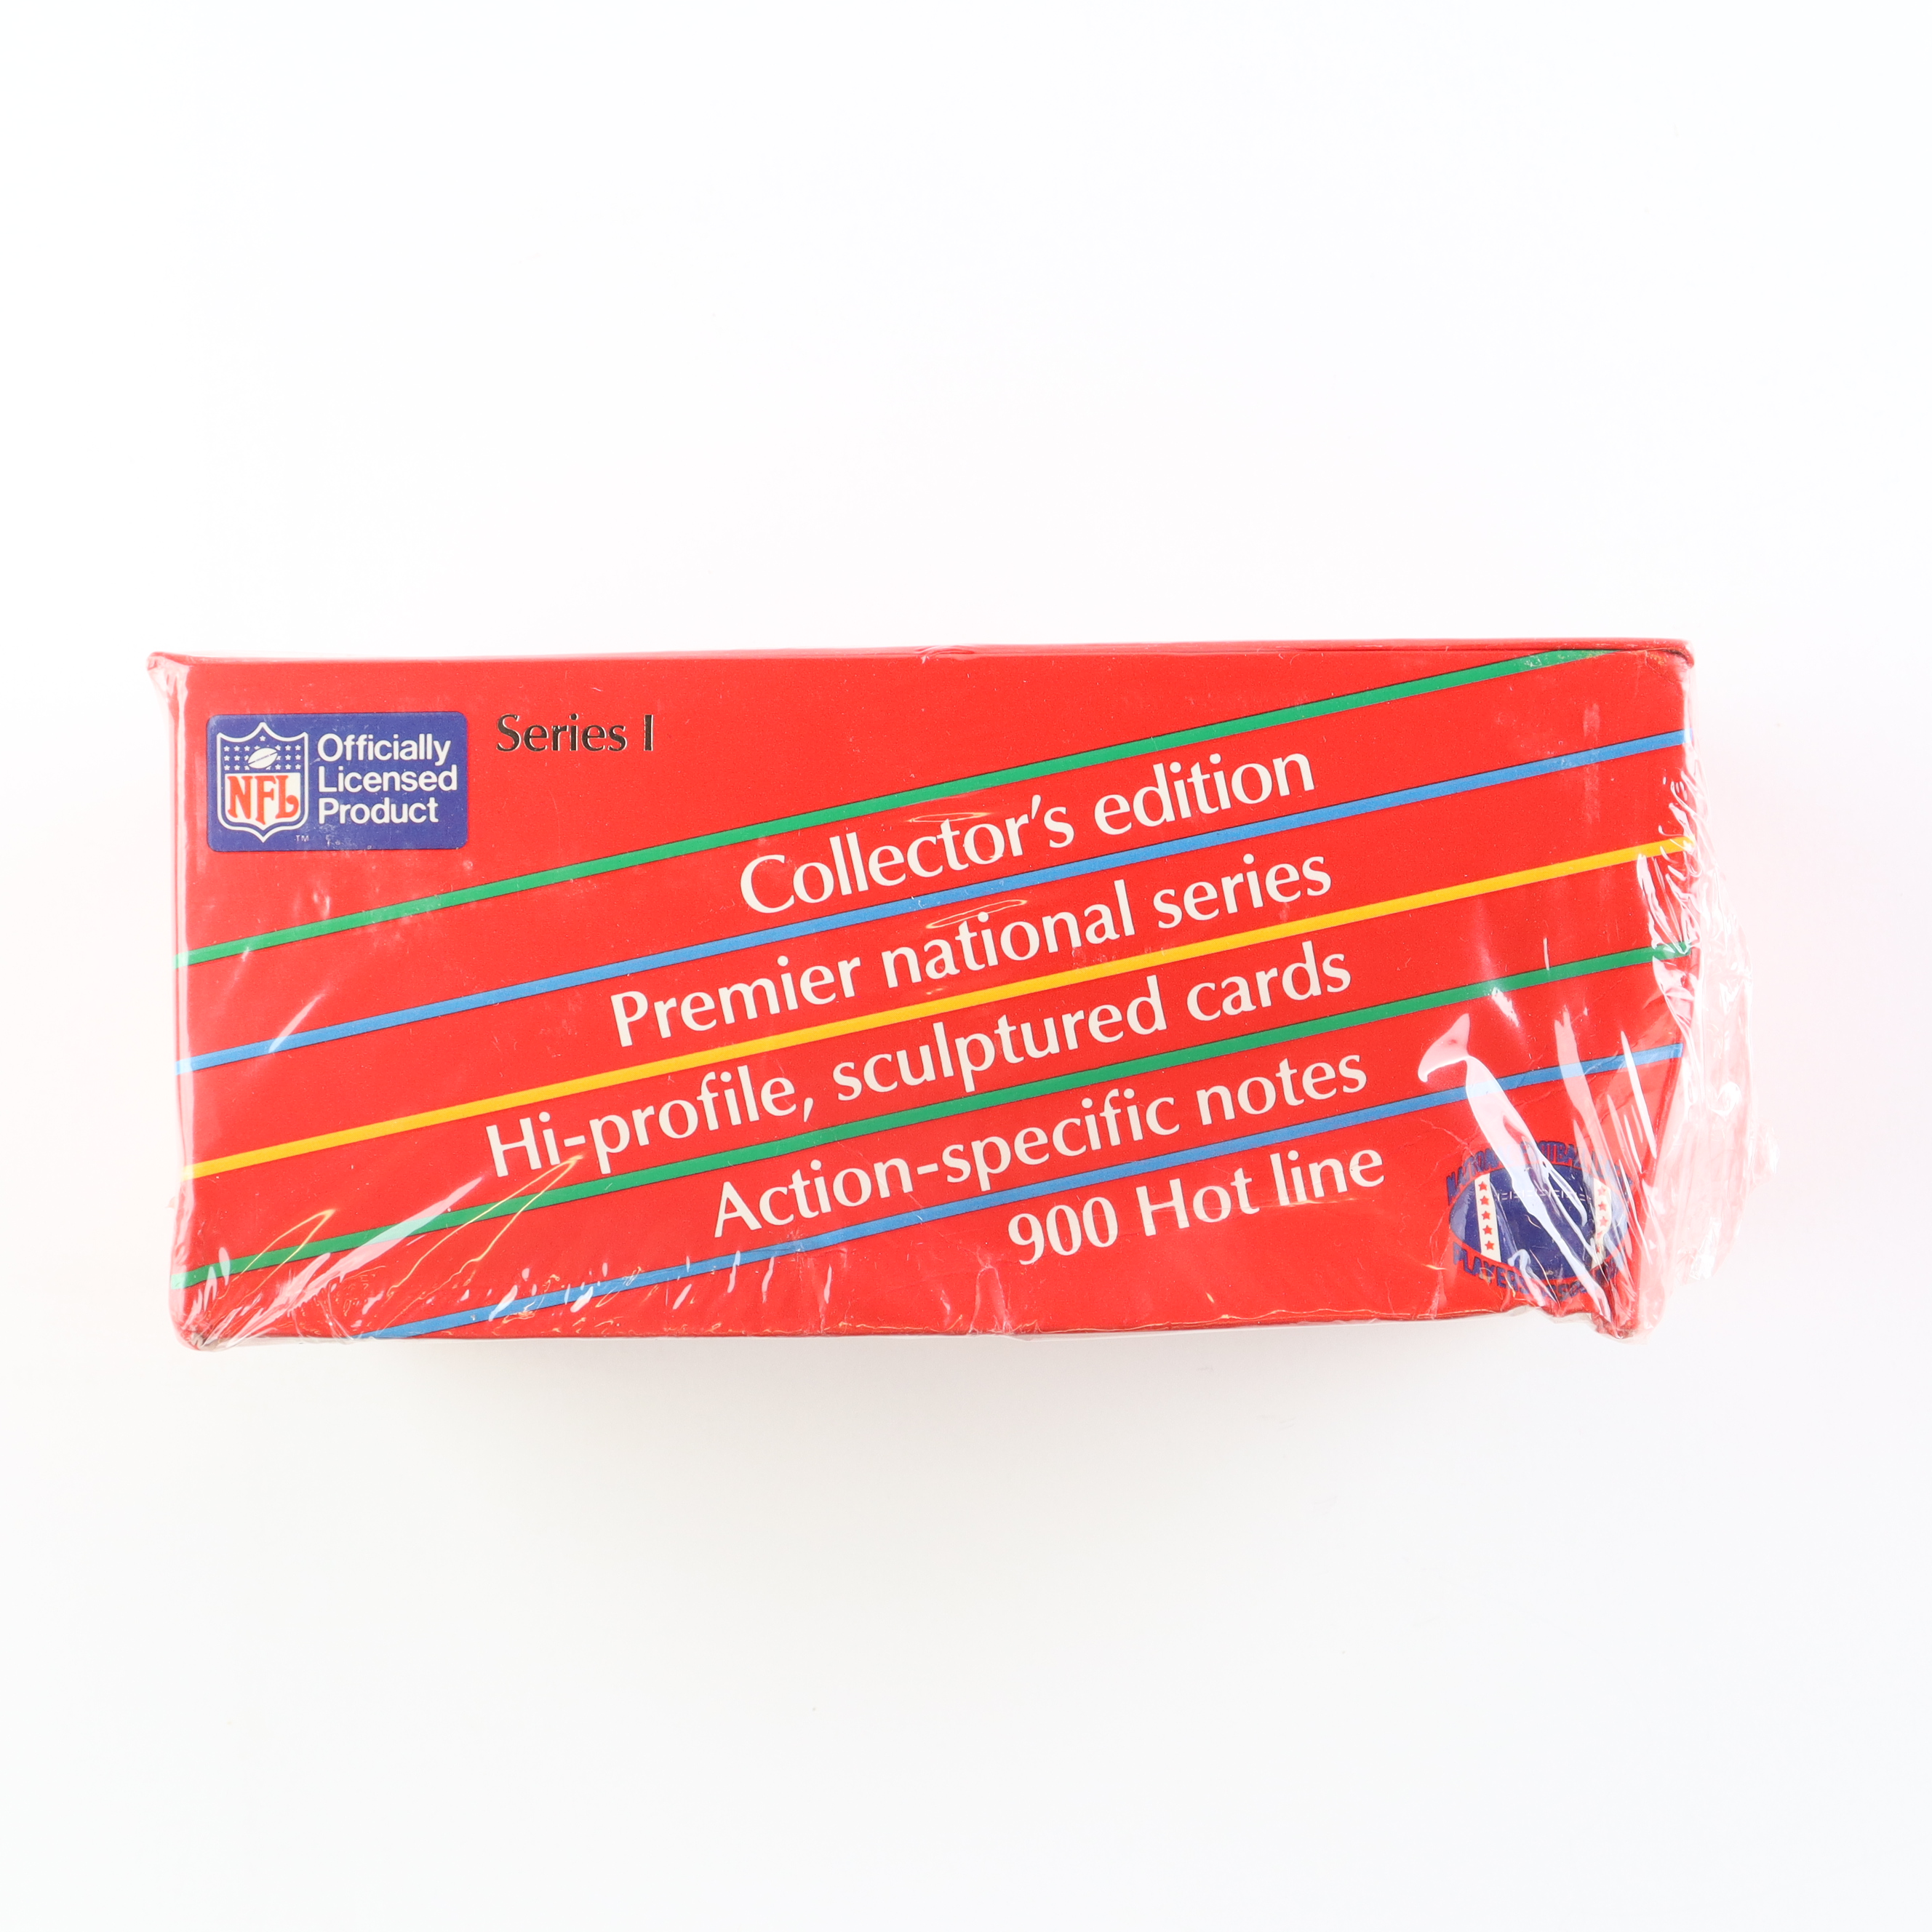 NFL
Officially
Licensed
Product
TM
Series I
Collector's edition
Premier national series
Hi-profile, sculptured cards
Action-specific notes
900 Hot line